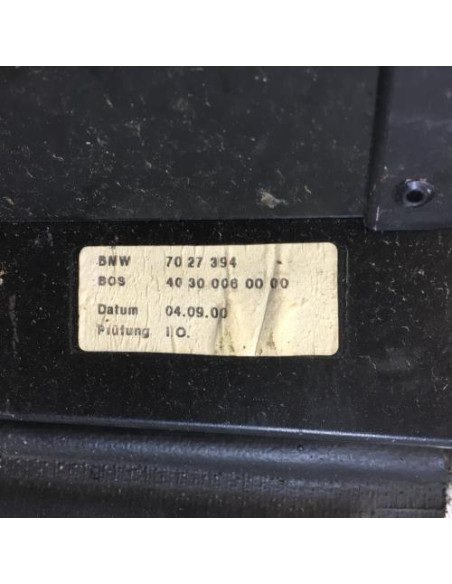 BMW 70 27 394
BOS 40 30 006 00 00
Datum 04.09.00
Prüfung I O.